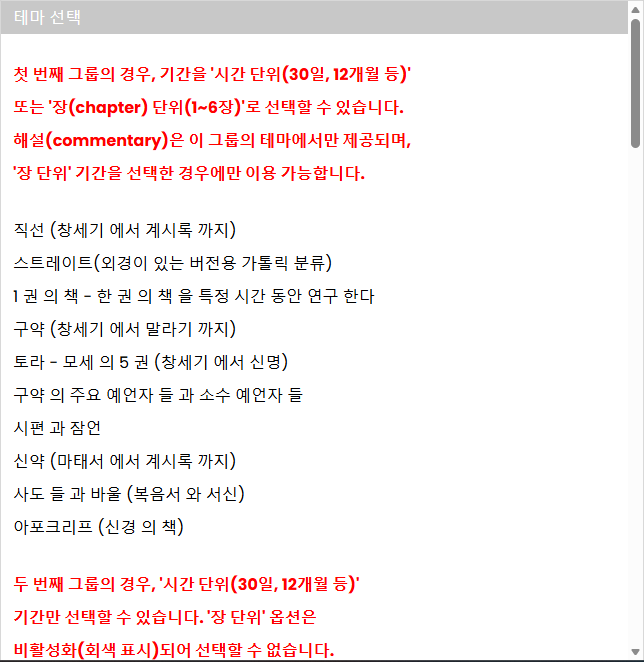 테마 선택
첫 번째 그룹의 경우, 기간을 '시간 단위(30일, 12개월 등)'
또는 '장(chapter) 단위(1~6장)'로 선택할 수 있습니다.
해설(commentary)은 이 그룹의 테마에서만 제공되며,
'장 단위' 기간을 선택한 경우에만 이용 가능합니다.
직선 (창세기 에서 계시록 까지)
스트레이트(외경이 있는 버전용 가톨릭 분류)
1 권 의 책 - 한 권 의 책 을 특정 시간 동안 연구 한다
구약 (창세기 에서 말라기 까지)
토라 - 모세 의 5 권 (창세기 에서 신명)
구약 의 주요 예언자 들 과 소수 예언자 들
시편 과 잠언
신약 (마태서 에서 계시록 까지)
사도 들 과 바울 (복음서 와 서신)
아포크리프 (신경 의 책)
두 번째 그룹의 경우, '시간 단위(30일, 12개월 등)'
기간만 선택할 수 있습니다. '장 단위' 옵션은
비활성화(회색 표시)되어 선택할 수 없습니다.